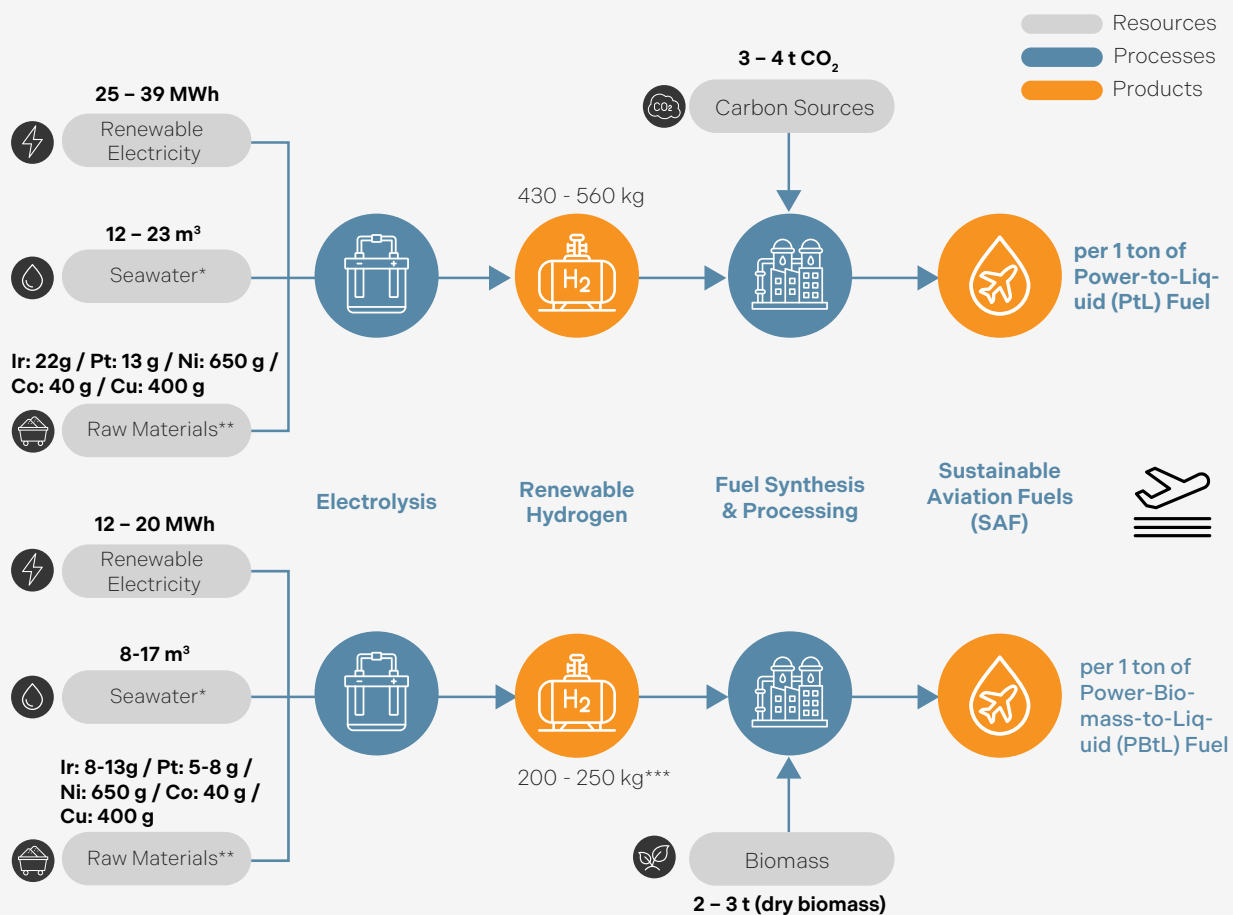 Resources
Processes
Products
3 – 4 t CO₂
CO₂
Carbon Sources
25 – 39 MWh
Renewable
Electricity
12 – 23 m³
Seawater*
Ir: 22g / Pt: 13 g / Ni: 650 g /
Co: 40 g / Cu: 400 g
Raw Materials**
430 - 560 kg
H₂
per 1 ton of
Power-to-Liq-
uid (PtL) Fuel
Electrolysis
Renewable
Hydrogen
Fuel Synthesis
& Processing
Sustainable
Aviation Fuels
(SAF)
12 – 20 MWh
Renewable
Electricity
8-17 m³
Seawater*
Ir: 8-13g / Pt: 5-8 g /
Ni: 650 g / Co: 40 g /
Cu: 400 g
Raw Materials**
H₂
200 - 250 kg***
per 1 ton of
Power-Bio-
mass-to-Liq-
uid (PBtL) Fuel
Biomass
2 – 3 t (dry biomass)